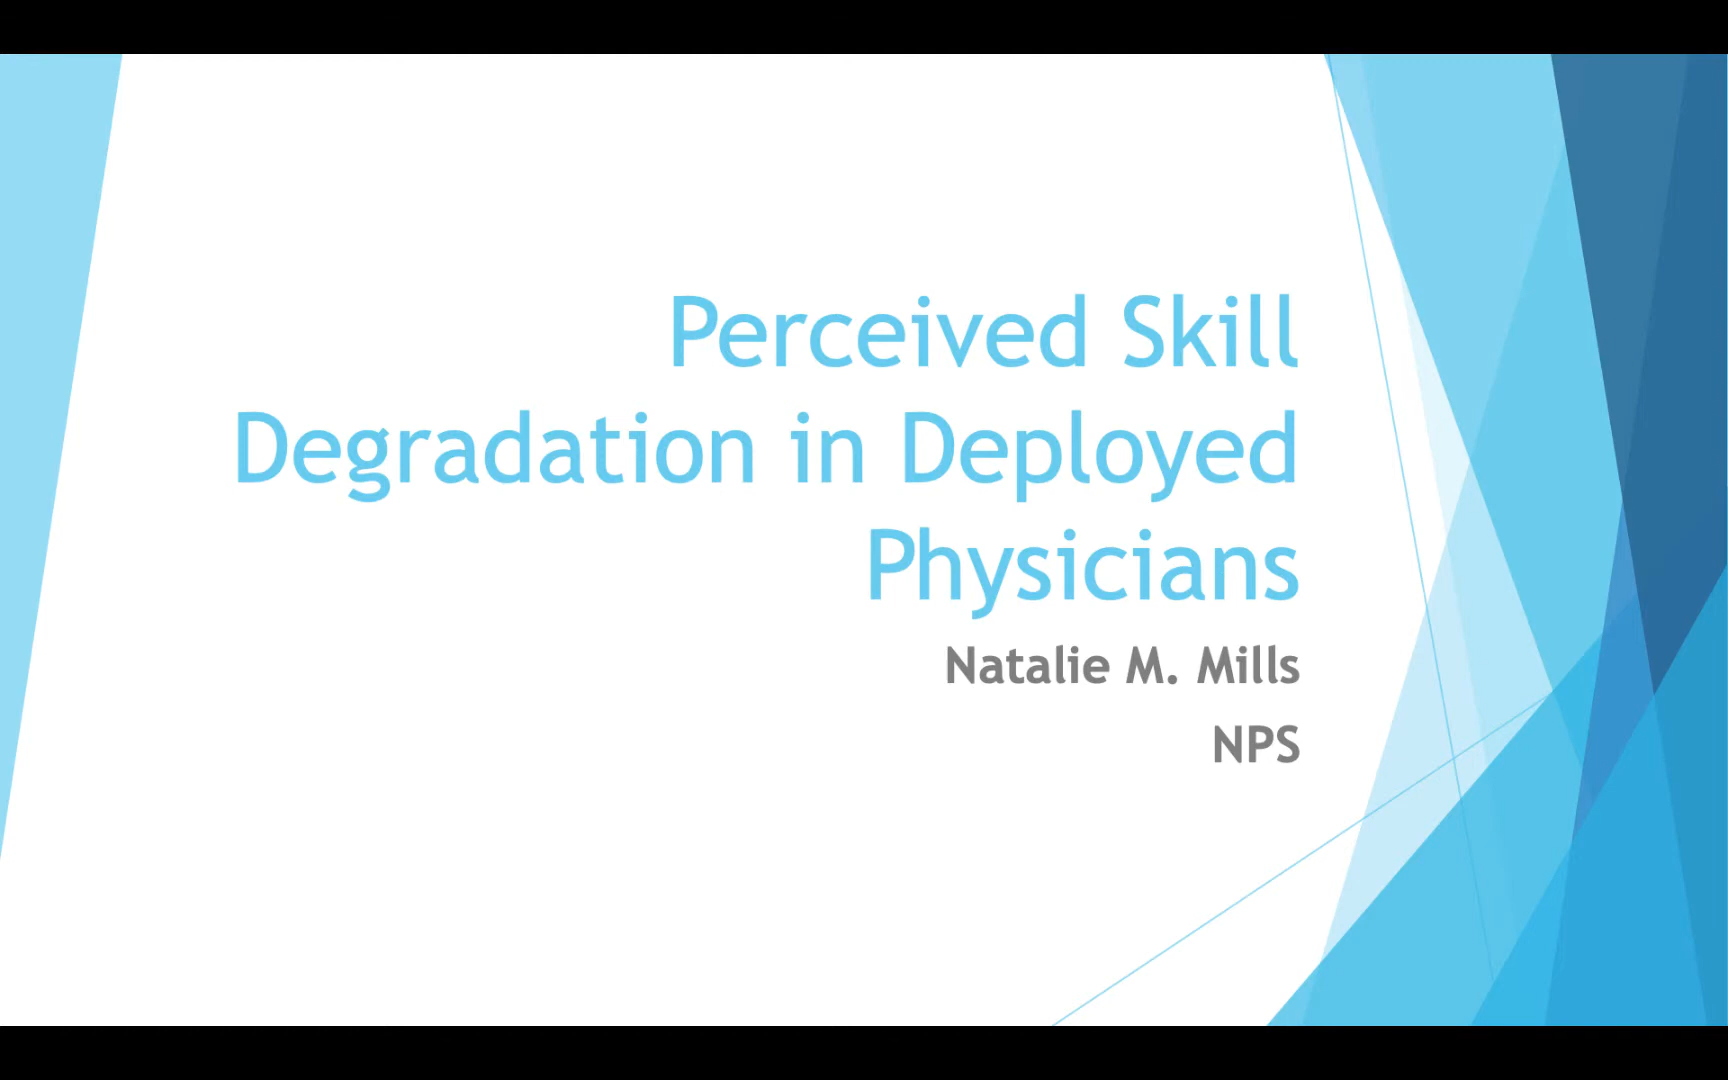 Perceived Skill
Degradation in Deployed
Physicians
Natalie M. Mills
NPS